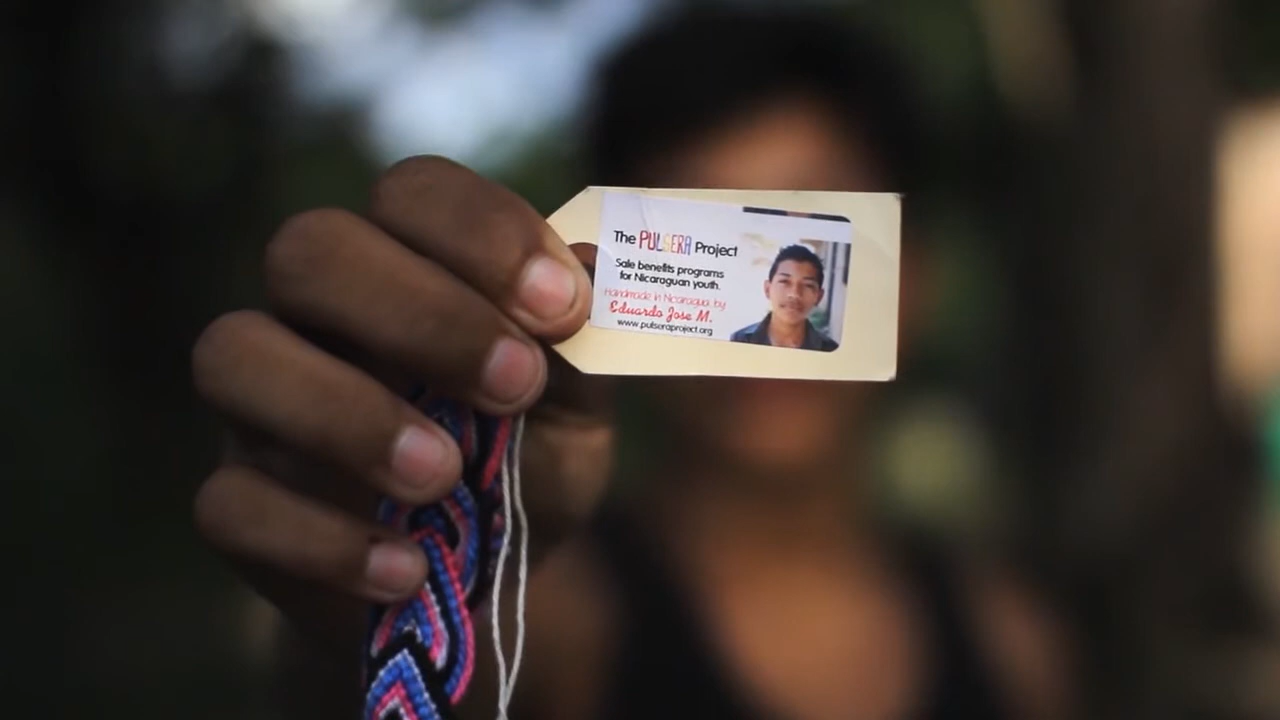 The PULSERA Project
Sale benefits programs
for Nicaraguan youth.
Handmade in Nicaragua by
Eduardo Jose M.
www.pulseraproject.org